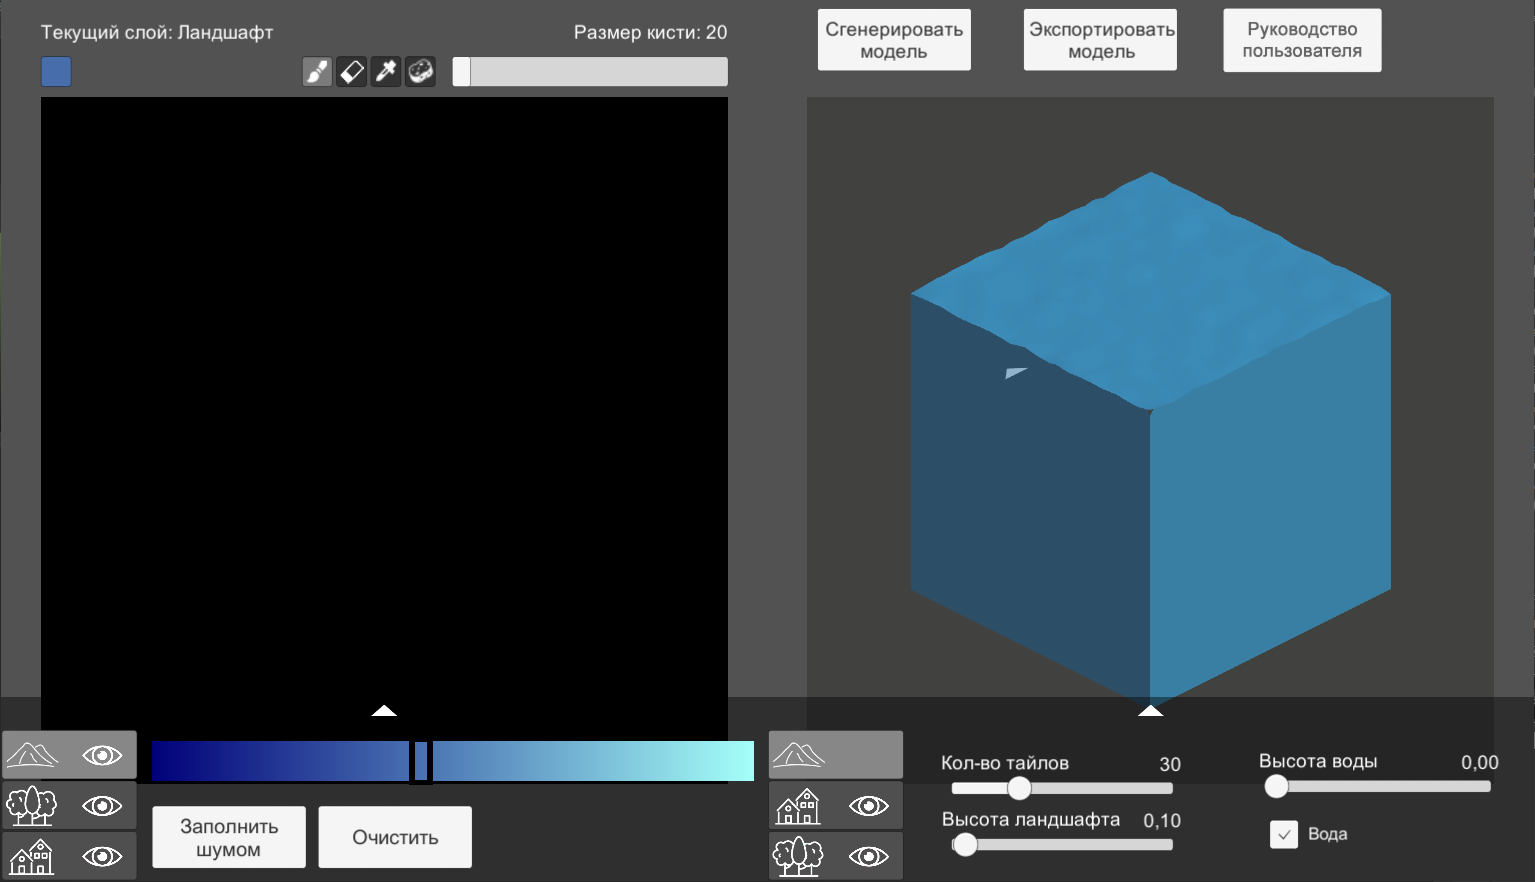 Текущий слой: Ландшафт
Размер кисти: 20
Сгенерировать
модель
Экспортировать
модель
Руководство
пользователя
Заполнить
шумом
Очистить
Кол-во тайлов 30
Высота ландшафта 0,10
Высота воды 0,00
Вода